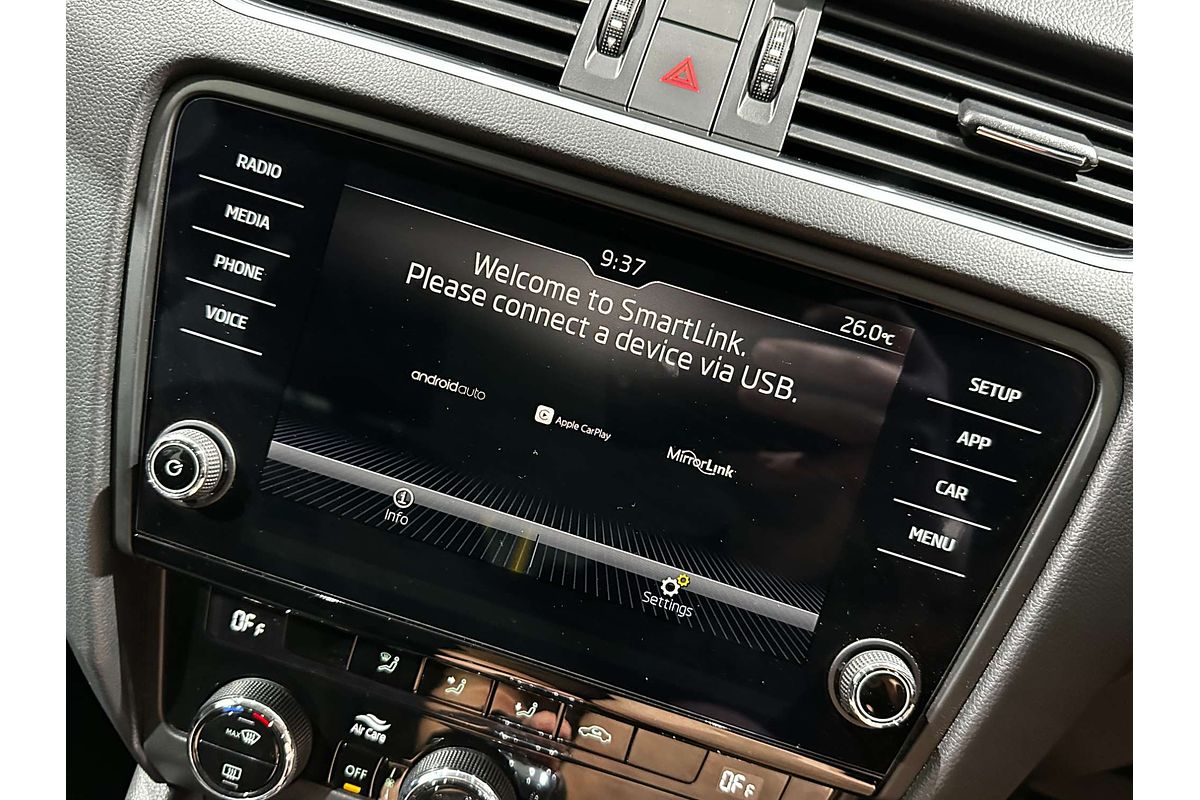 RADIO
MEDIA
PHONE
VOICE
9:37
26.0°C
Welcome to SmartLink.
Please connect a device via USB.
androidauto
Apple CarPlay
MirrorLink
Info
Settings
SETUP
APP
CAR
MENU
OFF
MAX
Air Care
OFF
OFF